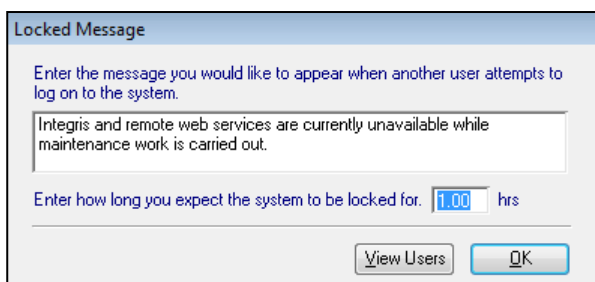 Locked Message
Enter the message you would like to appear when another user attempts to
log on to the system.
Integris and remote web services are currently unavailable while
maintenance work is carried out.
Enter how long you expect the system to be locked for. 1.00 hrs
View Users OK